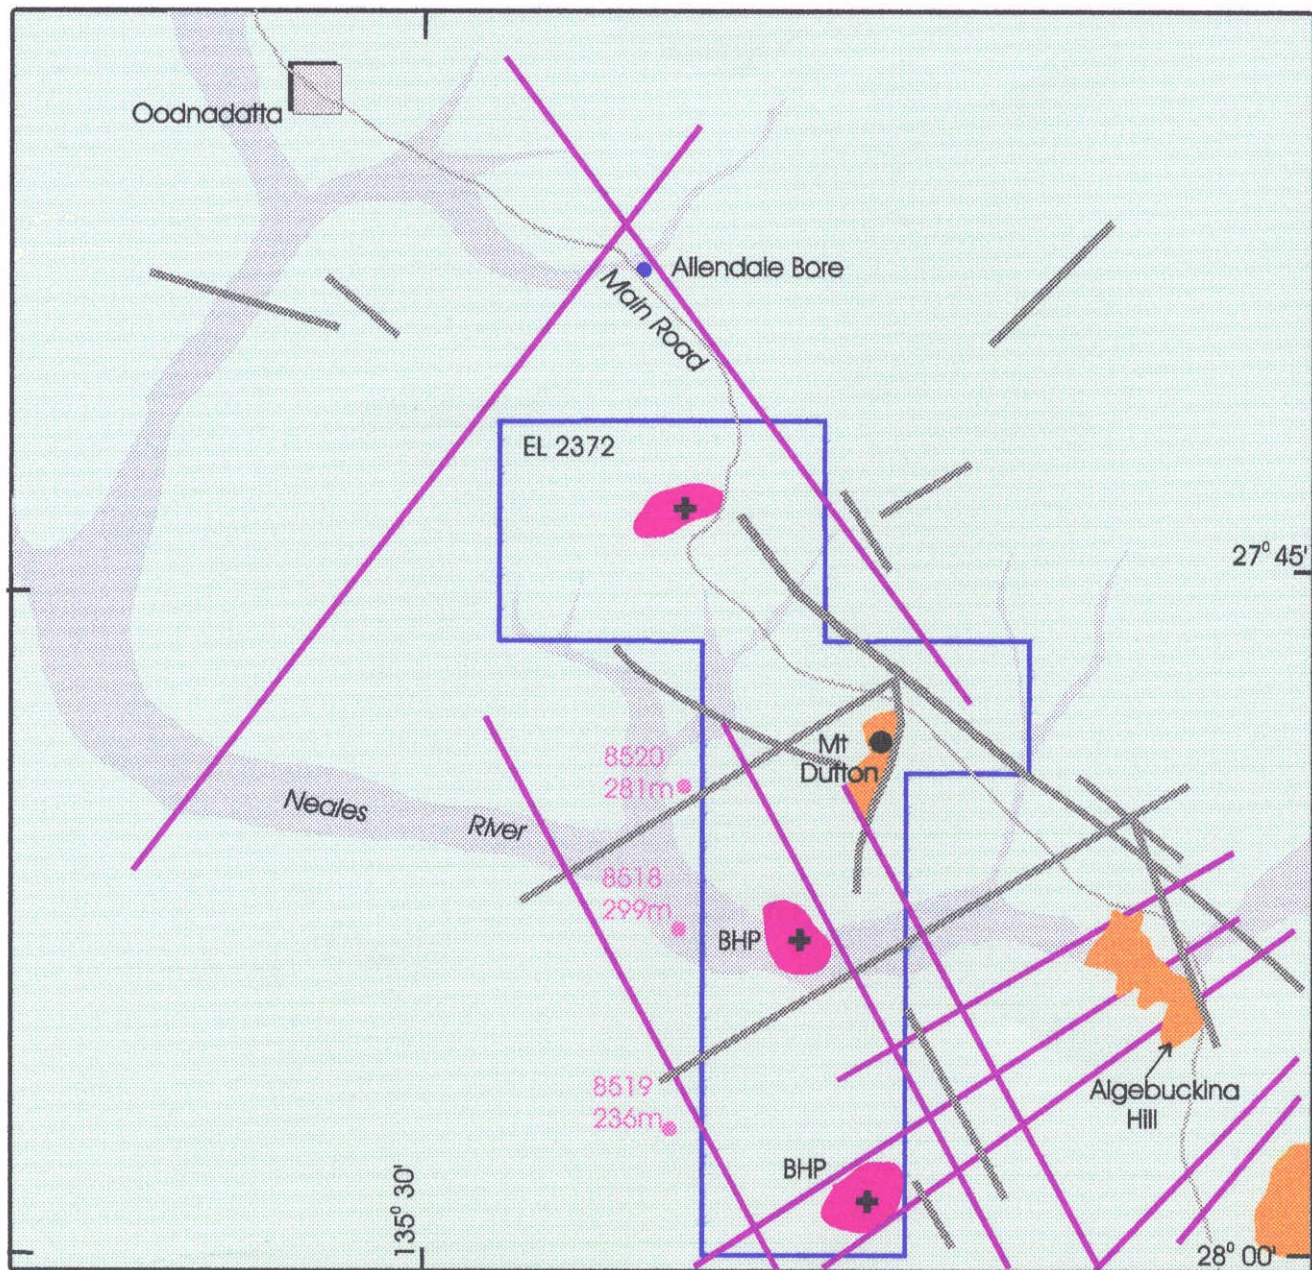 Oodnadatta
Allendale Bore
Main Road
EL 2372
27° 45'
Mt
Dutton
8520
281m
Neales River
8518
299m
BHP
8519
236m
Algebuckina
Hill
BHP
135° 30'
28° 00'